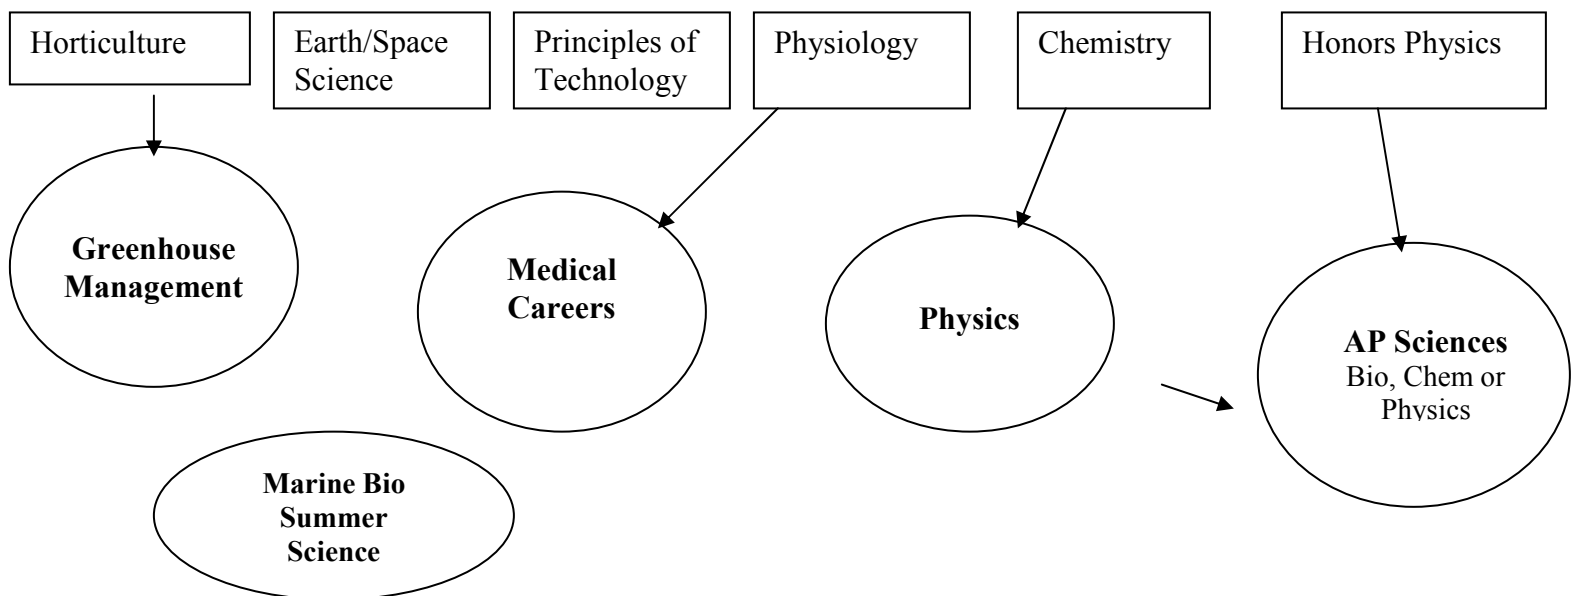 Horticulture
Earth/Space
Science
Principles of
Technology
Physiology
Chemistry
Honors Physics
Greenhouse
Management
Medical
Careers
Physics
AP Sciences
Bio, Chem or
Physics
Marine Bio
Summer
Science